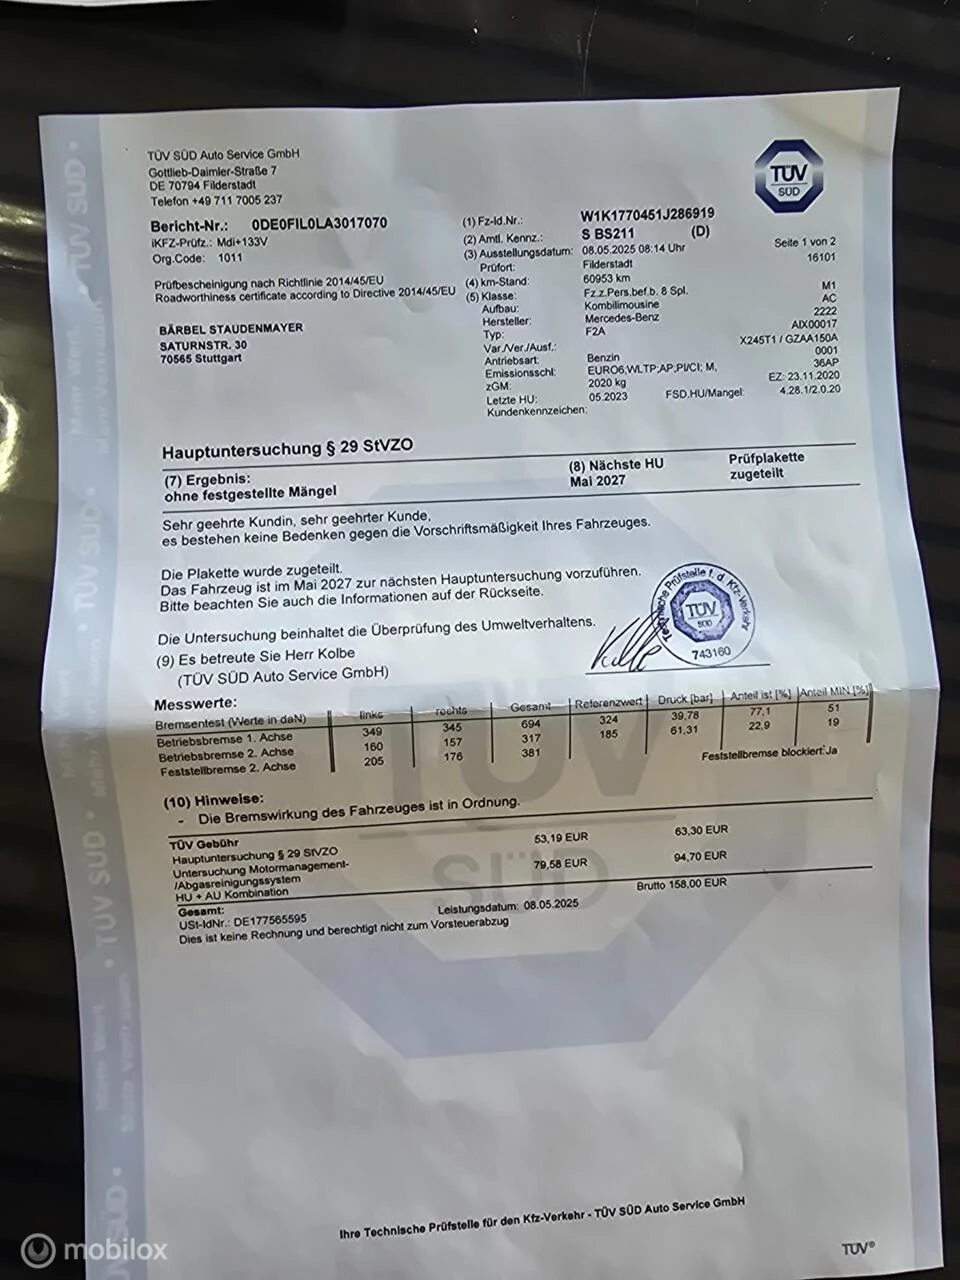 TÜV SÜD Auto Service GmbH
Gottlieb-Daimler-Straße 7
DE 70794 Filderstadt
Telefon +49 711 7005 237
TÜV
SÜD
Bericht-Nr.: 0DE0FIL0LA3017070
iKFZ-Prüfz.: Mdi+133V
Org.Code: 1011
Prüfbescheinigung nach Richtlinie 2014/45/EU
Roadworthiness certificate according to Directive 2014/45/EU
BÄRBEL STAUDENMAYER
SATURNSTR. 30
70565 Stuttgart
(1) Fz-Id.Nr.: W1K1770451J286919
(2) Amtl. Kennz.: S BS211 (D)
(3) Ausstellungsdatum: 08.05.2025 08:14 Uhr Seite 1 von 2
Prüfort: Filderstadt 16101
(4) km-Stand: 60953 km
(5) Klasse: Fz.z.Pers.bef.b. 8 Spl. M1
Aufbau: Kombilimousine AC
Hersteller: Mercedes-Benz 2222
Typ: F2A AIX00017
Var./Ver./Ausf.: X245T1 / GZAA150A
Antriebsart: Benzin 0001
Emissionsschl: EURO6;WLTP;AP;PI/CI; M, 36AP
zGM: 2020 kg EZ: 23.11.2020
Letzte HU: 05.2023 FSD.HU/Mangel: 4.28.1/2.0.20
Kundenkennzeichen:
Hauptuntersuchung § 29 StVZO
(7) Ergebnis: (8) Nächste HU Prüfplakette
ohne festgestellte Mängel Mai 2027 zugeteilt
Sehr geehrte Kundin, sehr geehrter Kunde,
es bestehen keine Bedenken gegen die Vorschriftsmäßigkeit Ihres Fahrzeuges.
Die Plakette wurde zugeteilt.
Das Fahrzeug ist im Mai 2027 zur nächsten Hauptuntersuchung vorzuführen.
Bitte beachten Sie auch die Informationen auf der Rückseite.
Die Untersuchung beinhaltet die Überprüfung des Umweltverhaltens.
(9) Es betreute Sie Herr Kolbe
(TÜV SÜD Auto Service GmbH)
Technische Prüfstelle f. d. Kfz-Verkehr
TÜV
SÜD
743160
Messwerte:
Bremsentest (Werte in daN) links rechts Gesamt Referenzwert Druck [bar] Anteil ist [%] Anteil MIN [%]
Betriebsbremse 1. Achse 349 345 694 324 39,78 77,1 51
Betriebsbremse 2. Achse 160 157 317 185 61,31 22,9 19
Feststellbremse 2. Achse 205 176 381 Feststellbremse blockiert:Ja
(10) Hinweise:
- Die Bremswirkung des Fahrzeuges ist in Ordnung.
TÜV Gebühr
Hauptuntersuchung § 29 StVZO 53,19 EUR 63,30 EUR
Untersuchung Motormanagement-
/Abgasreinigungssystem 79,58 EUR 94,70 EUR
HU + AU Kombination
Gesamt: Brutto 158,00 EUR
USt-IdNr.: DE177565595 Leistungsdatum: 08.05.2025
Dies ist keine Rechnung und berechtigt nicht zum Vorsteuerabzug
Ihre Technische Prüfstelle für den Kfz-Verkehr - TÜV SÜD Auto Service GmbH
TÜV®
mobilox